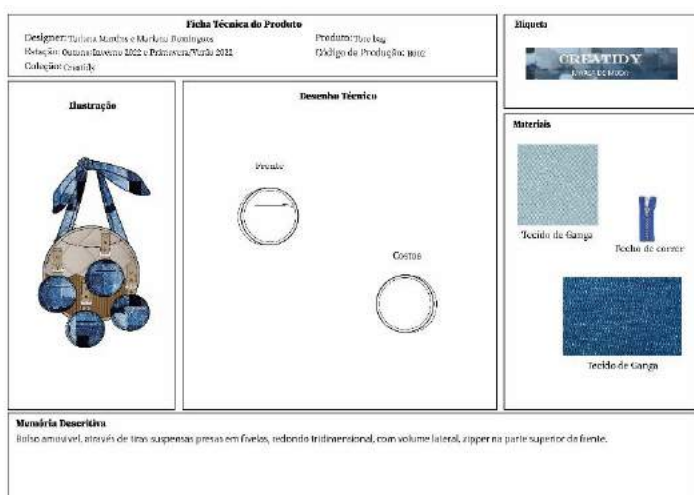 Ficha Técnica do Produto
Designer: Tatiana Mendes e Mariana Domingues
Produto: Tote bag
Estação: Outono/Inverno 2022 e Primavera/Verão 2022
Código de Produção: B002
Coleção: Creatidy
Etiqueta
CREATIDY
Ilustração
Desenho Técnico
Frente
Costas
Materiais
Tecido de Ganga
Fecho de correr
Tecido de Ganga
Memória Descritiva
Bolso amovível, através de tiras suspensas presas em fivelas, redondo tridimensional, com volume lateral, zipper na parte superior da frente.